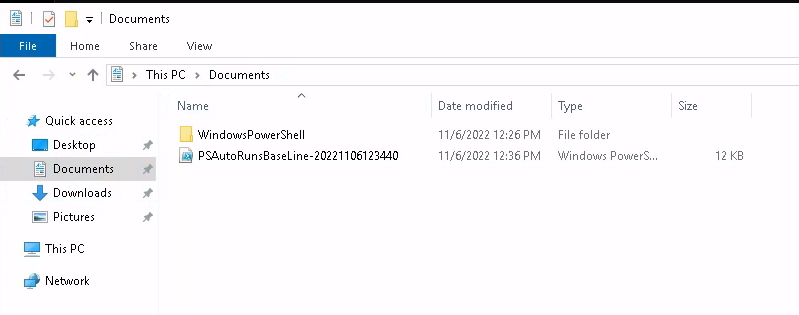 Documents
File Home Share View
This PC Documents
Name Date modified Type Size
Quick access
Desktop
Documents
Downloads
Pictures
This PC
Network
WindowsPowerShell 11/6/2022 12:26 PM File folder
PSAutoRunsBaseLine-20221106123440 11/6/2022 12:36 PM Windows PowerS... 12 KB